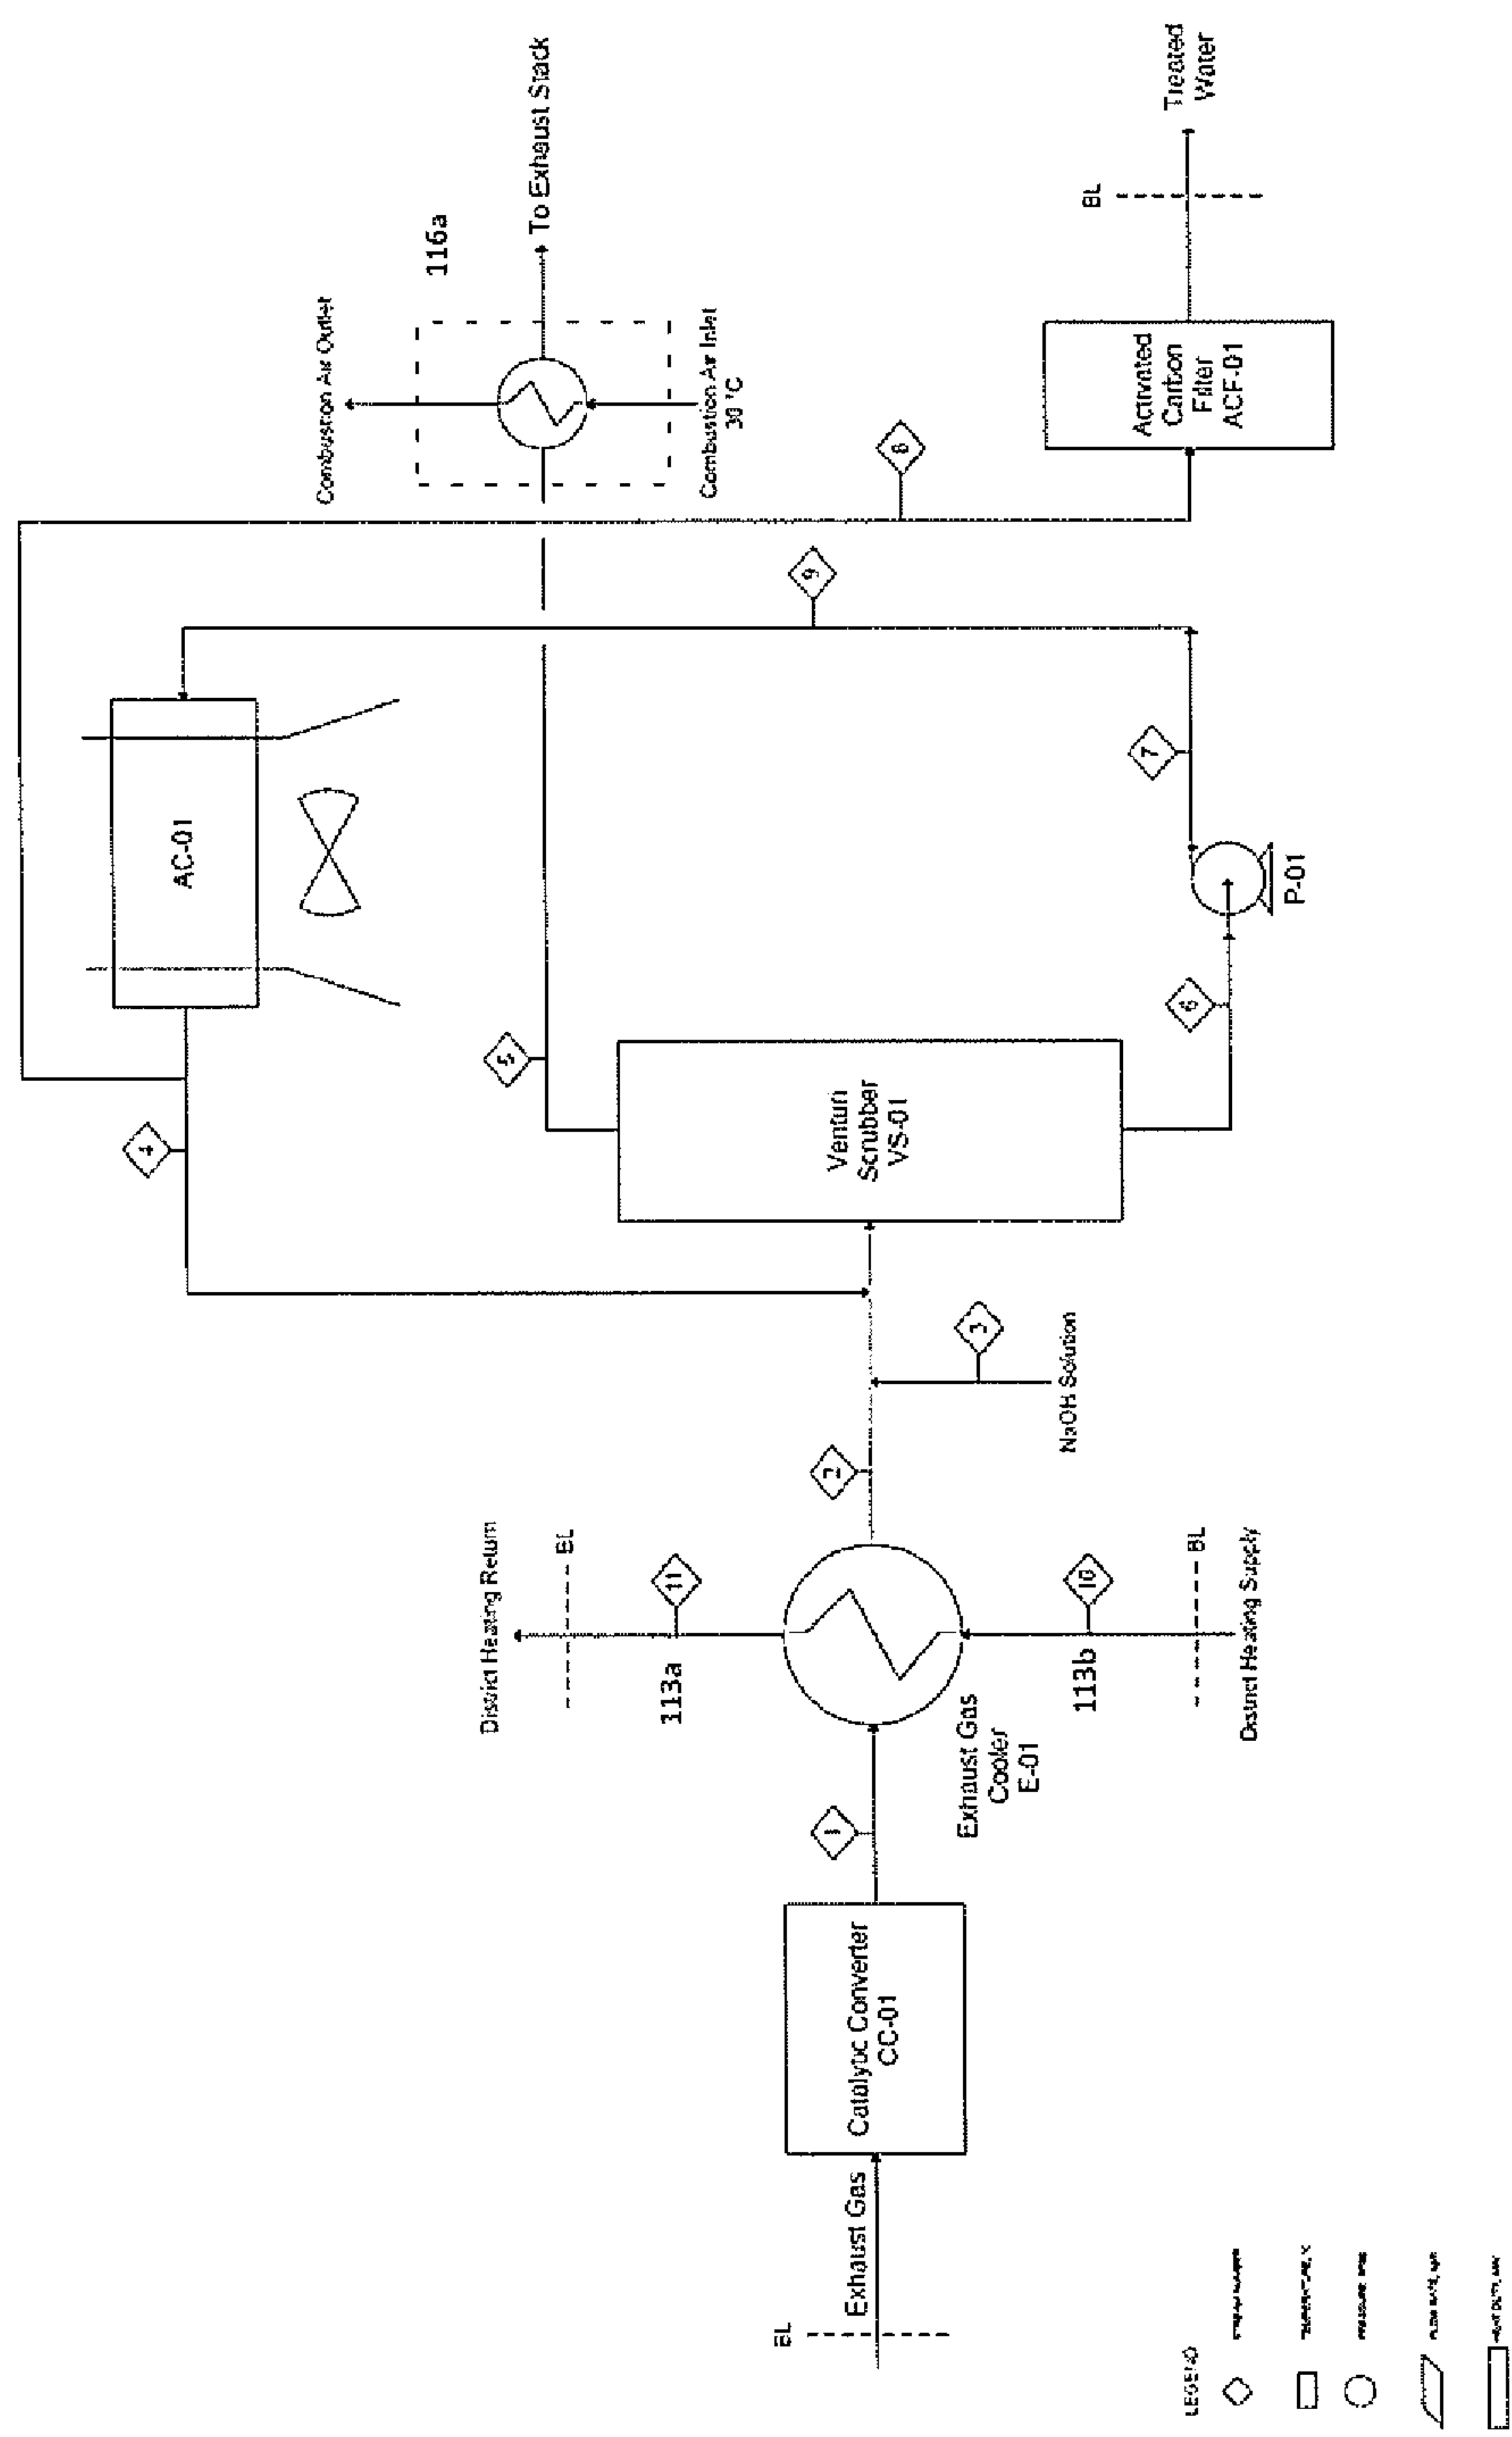 BL
Exhaust Gas
Catalytic Converter
CC-01
1
Exhaust Gas
Cooler
E-01
District Heating Return
BL
11
113a
113b
10
BL
District Heating Supply
2
3
NaOH Solution
4
Venturi
Scrubber
VS-01
5
6
P-01
7
AC-01
9
8
Combustion Air Outlet
116a
To Exhaust Stack
Combustion Air Inlet
30 °C
Activated
Carbon
Filter
ACF-01
BL
Treated
Water
LEGEND
STREAM NUMBER
TEMPERATURE, °C